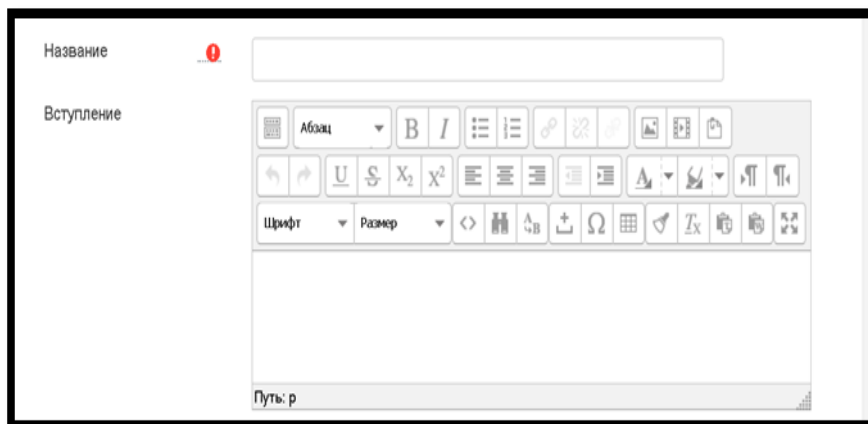 Название
Вступление
Абзац
B I
U S X₂ X²
Шрифт Размер
Путь: p